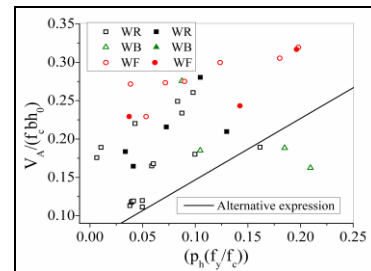 0.35
0.30
0.25
0.20
0.15
0.10
V_A/(f_c bh_0)
WR WR
WB WB
WF WF
Alternative expression
0.00 0.05 0.10 0.15 0.20 0.25
(p_h(f_y/f_c))